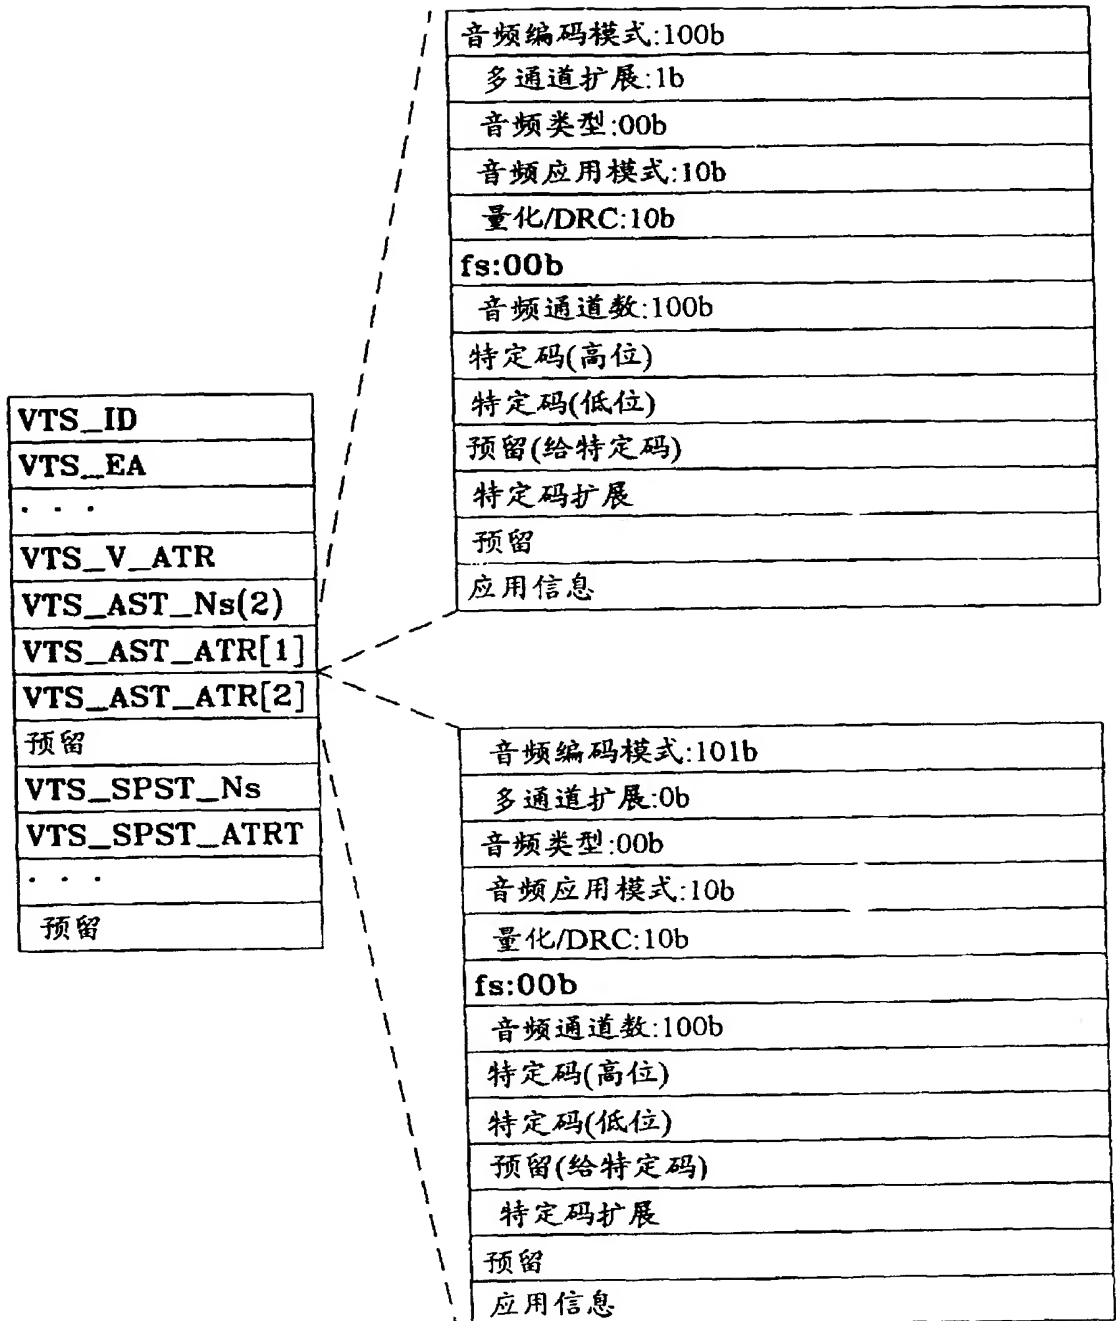 音频编码模式:100b
多通道扩展:1b
音频类型:00b
音频应用模式:10b
量化/DRC:10b
fs:00b
音频通道数:100b
特定码(高位)
特定码(低位)
预留(给特定码)
特定码扩展
预留
应用信息
VTS_ID
VTS_EA
. . .
VTS_V_ATR
VTS_AST_Ns(2)
VTS_AST_ATR[1]
VTS_AST_ATR[2]
预留
VTS_SPST_Ns
VTS_SPST_ATRT
. . .
预留
音频编码模式:101b
多通道扩展:0b
音频类型:00b
音频应用模式:10b
量化/DRC:10b
fs:00b
音频通道数:100b
特定码(高位)
特定码(低位)
预留(给特定码)
特定码扩展
预留
应用信息